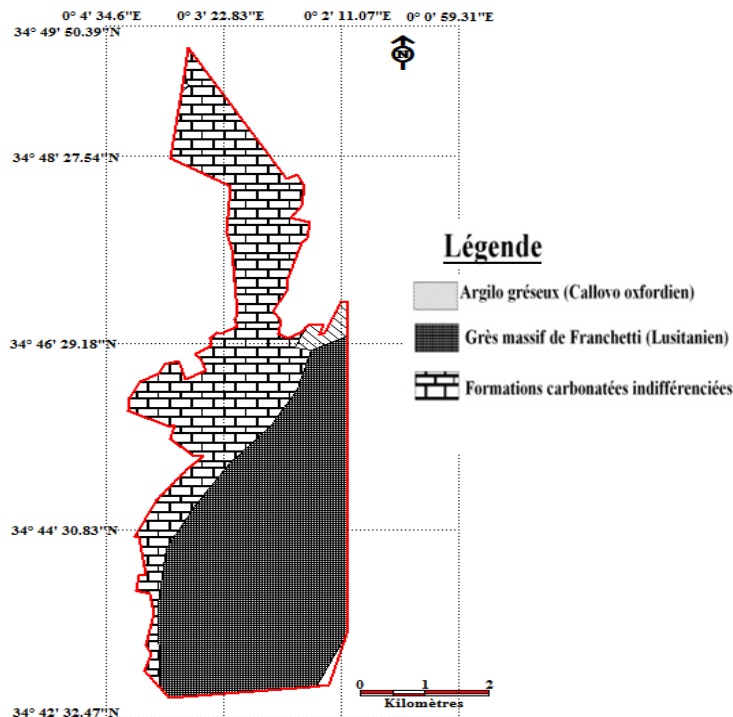 0° 4' 34.6"E 0° 3' 22.83"E 0° 2' 11.07"E 0° 0' 59.31"E
34° 49' 50.39"N
N
34° 48' 27.54"N
Légende
Argilo gréseux (Callovo oxfordien)
Grès massif de Franchetti (Lusitanien)
34° 46' 29.18"N
Formations carbonatées indifférenciées
34° 44' 30.83"N
0 1 2
Kilomètres
34° 42' 32.47"N